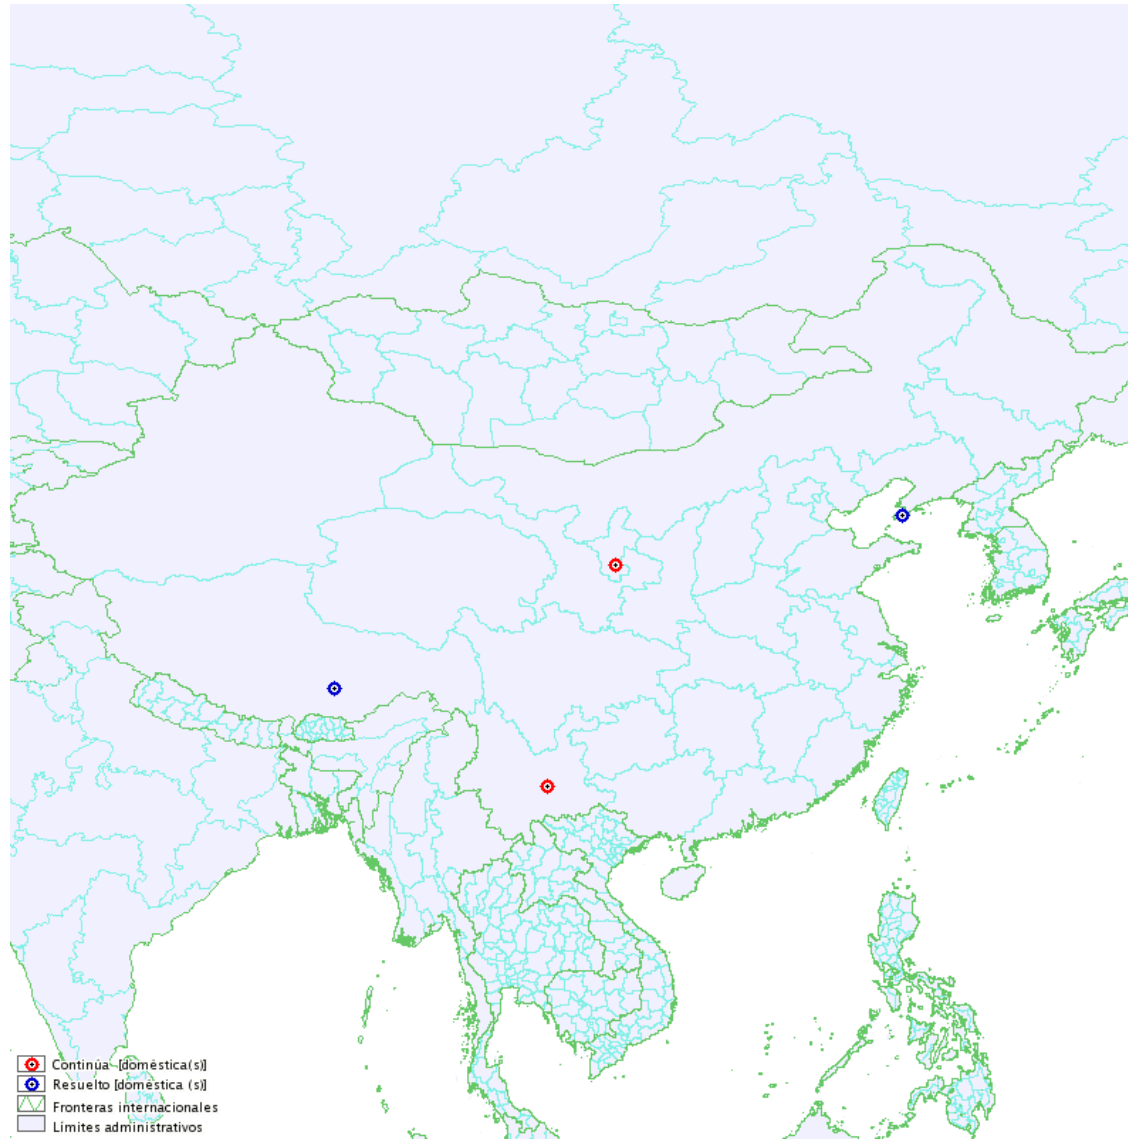 Continúa [doméstica(s)]
Resuelto [doméstica (s)]
Fronteras internacionales
Límites administrativos